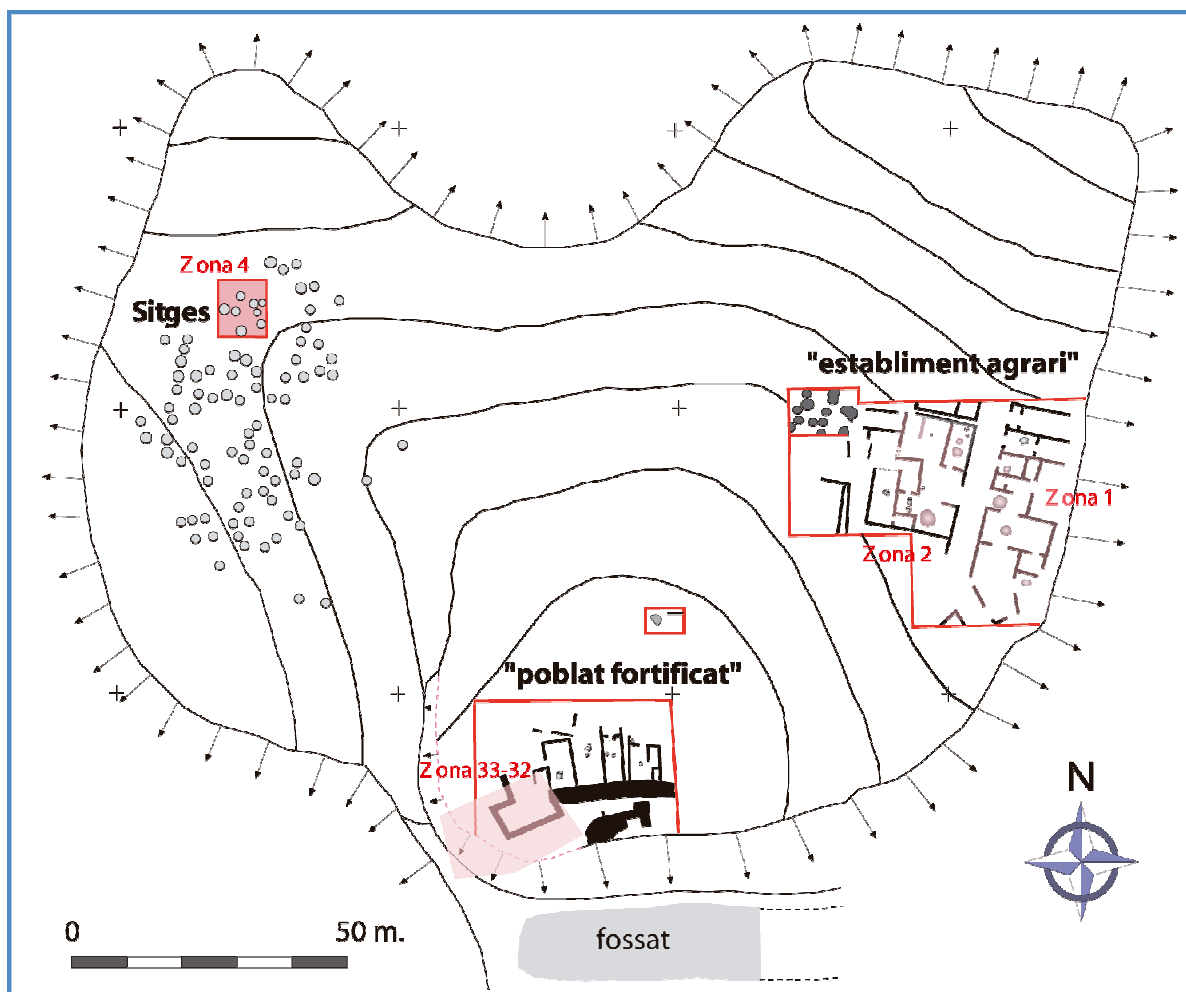 Zona 4
Sitges
"establiment agrari"
Zona 1
Zona 2
"poblat fortificat"
Zona 33-32
N
0 50 m.
fossat